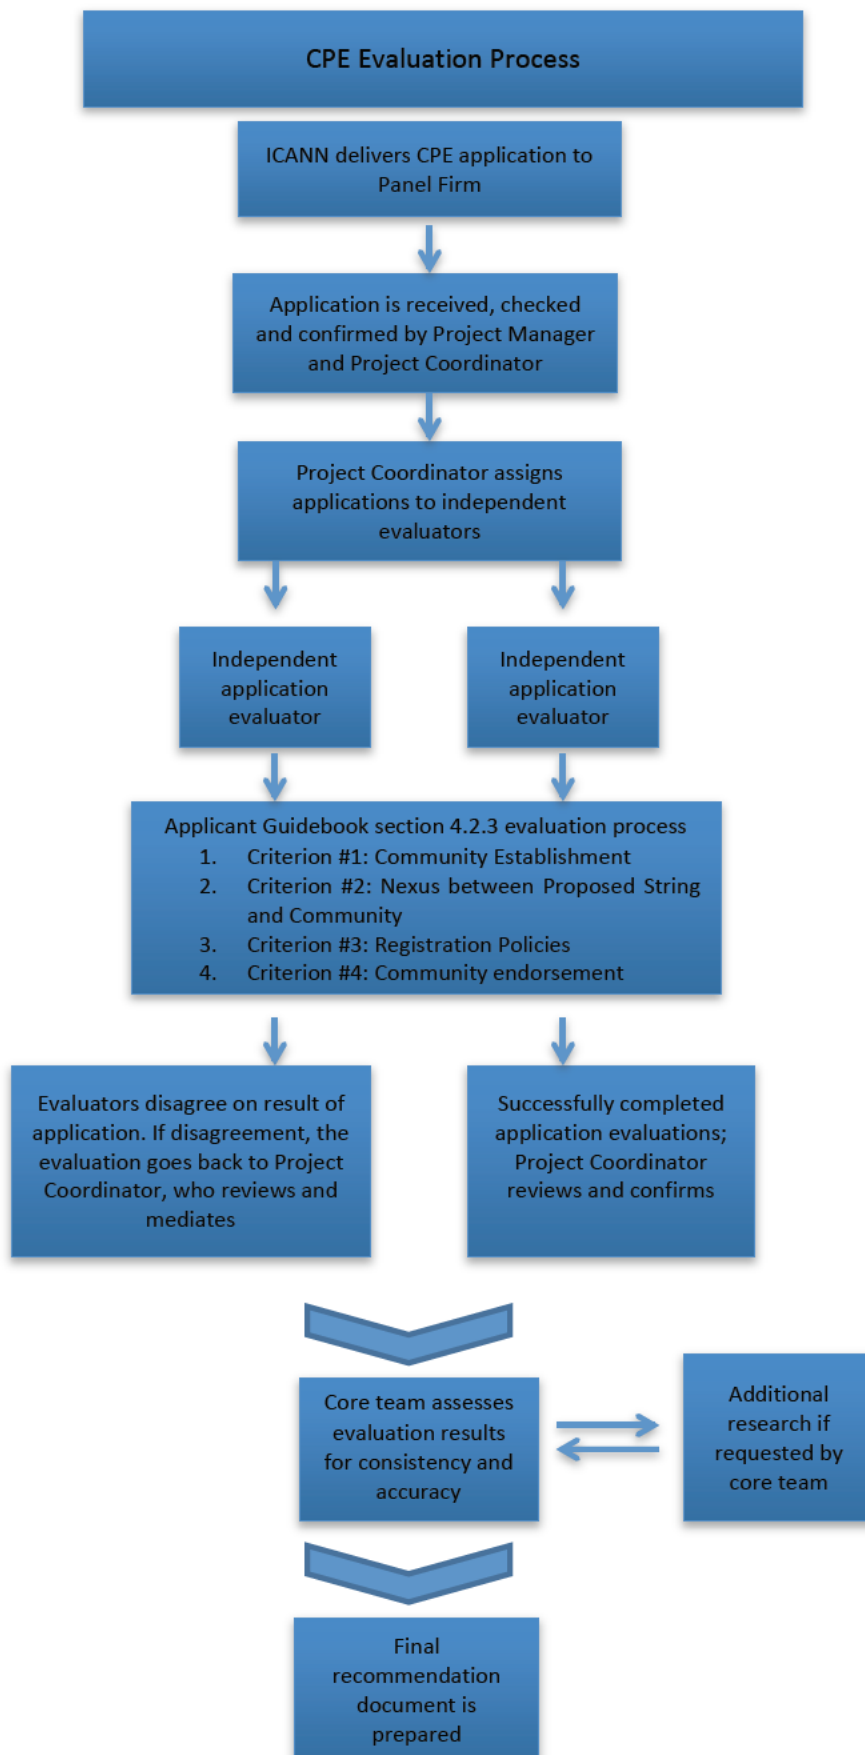 CPE Evaluation Process
ICANN delivers CPE application to
Panel Firm
Application is received, checked
and confirmed by Project Manager
and Project Coordinator
Project Coordinator assigns
applications to independent
evaluators
Independent
application
evaluator
Independent
application
evaluator
Applicant Guidebook section 4.2.3 evaluation process
1. Criterion #1: Community Establishment
2. Criterion #2: Nexus between Proposed String
and Community
3. Criterion #3: Registration Policies
4. Criterion #4: Community endorsement
Evaluators disagree on result of
application. If disagreement, the
evaluation goes back to Project
Coordinator, who reviews and
mediates
Successfully completed
application evaluations;
Project Coordinator
reviews and confirms
Core team assesses
evaluation results
for consistency and
accuracy
Additional
research if
requested by
core team
Final
recommendation
document is
prepared